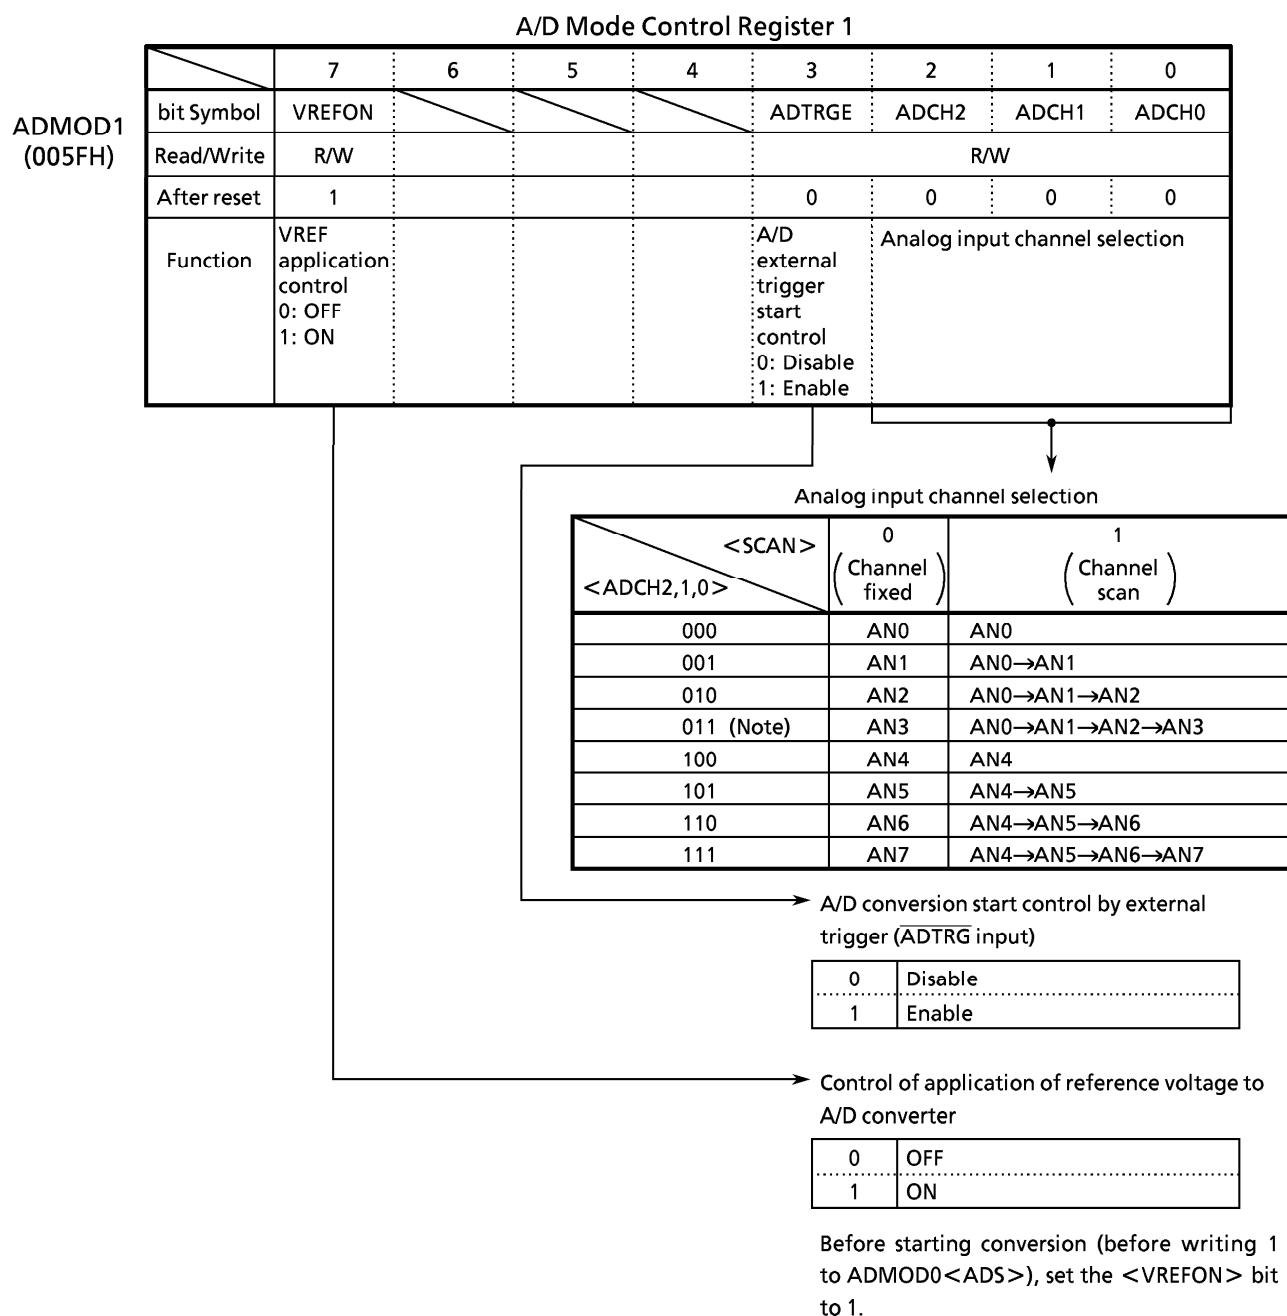 A/D Mode Control Register 1
ADMOD1
(005FH)
7 6 5 4 3 2 1 0
bit Symbol VREFON ADTRGE ADCH2 ADCH1 ADCH0
Read/Write R/W R/W
After reset 1 0 0 0 0
Function
VREF
application
control
0: OFF
1: ON
A/D
external
trigger
start
control
0: Disable
1: Enable
Analog input channel selection
Analog input channel selection
<SCAN>
<ADCH2,1,0>
0
(Channel
fixed)
1
(Channel
scan)
000 AN0 AN0
001 AN1 AN0→AN1
010 AN2 AN0→AN1→AN2
011 (Note) AN3 AN0→AN1→AN2→AN3
100 AN4 AN4
101 AN5 AN4→AN5
110 AN6 AN4→AN5→AN6
111 AN7 AN4→AN5→AN6→AN7
A/D conversion start control by external
trigger (ADTRG input)
0 Disable
1 Enable
Control of application of reference voltage to
A/D converter
0 OFF
1 ON
Before starting conversion (before writing 1
to ADMOD0<ADS>), set the <VREFON> bit
to 1.